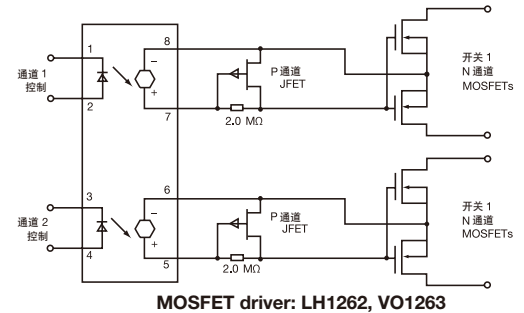 1
8
通道 1
控制
−
+
2
7
P 通道
JFET
2.0 MΩ
开关 1
N 通道
MOSFETs
3
6
通道 2
控制
−
+
4
5
P 通道
JFET
2.0 MΩ
开关 1
N 通道
MOSFETs
MOSFET driver: LH1262, VO1263